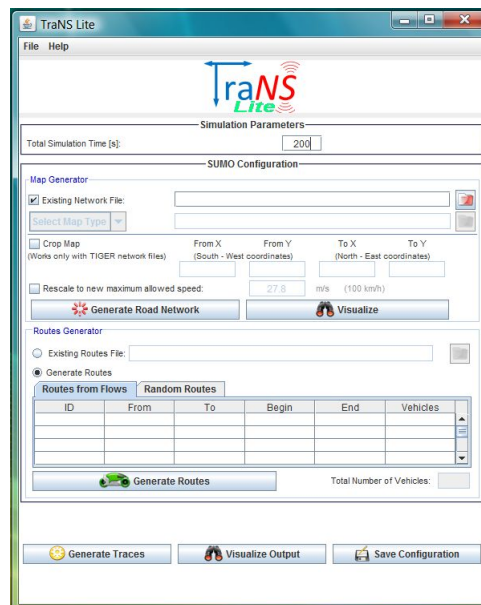 TraNS Lite
File Help
TraNS
Lite
Simulation Parameters
Total Simulation Time [s]: 200
SUMO Configuration
Map Generator
Existing Network File:
Select Map Type
Crop Map From X From Y To X To Y
(Works only with TIGER network files) (South - West coordinates) (North - East coordinates)
Rescale to new maximum allowed speed: 27.8 m/s (100 km/h)
Generate Road Network Visualize
Routes Generator
Existing Routes File:
Generate Routes
Routes from Flows Random Routes
ID From To Begin End Vehicles
Generate Routes Total Number of Vehicles:
Generate Traces Visualize Output Save Configuration